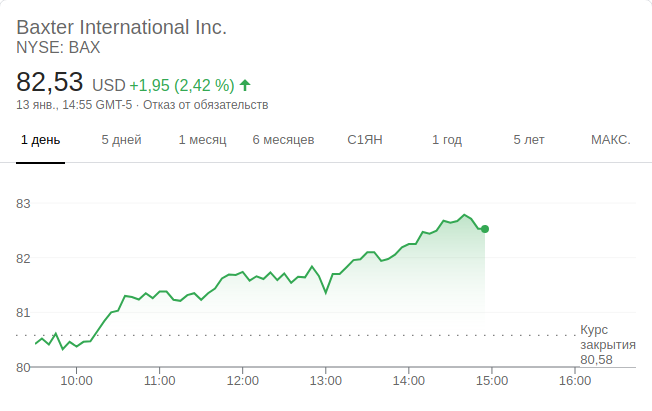 Baxter International Inc.
NYSE: BAX
82,53 USD +1,95 (2,42 %)
13 янв., 14:55 GMT-5 · Отказ от обязательств
1 день 5 дней 1 месяц 6 месяцев С1ЯН 1 год 5 лет МАКС.
83
82
81
Курс
закрытия
80,58
80
10:00 11:00 12:00 13:00 14:00 15:00 16:00